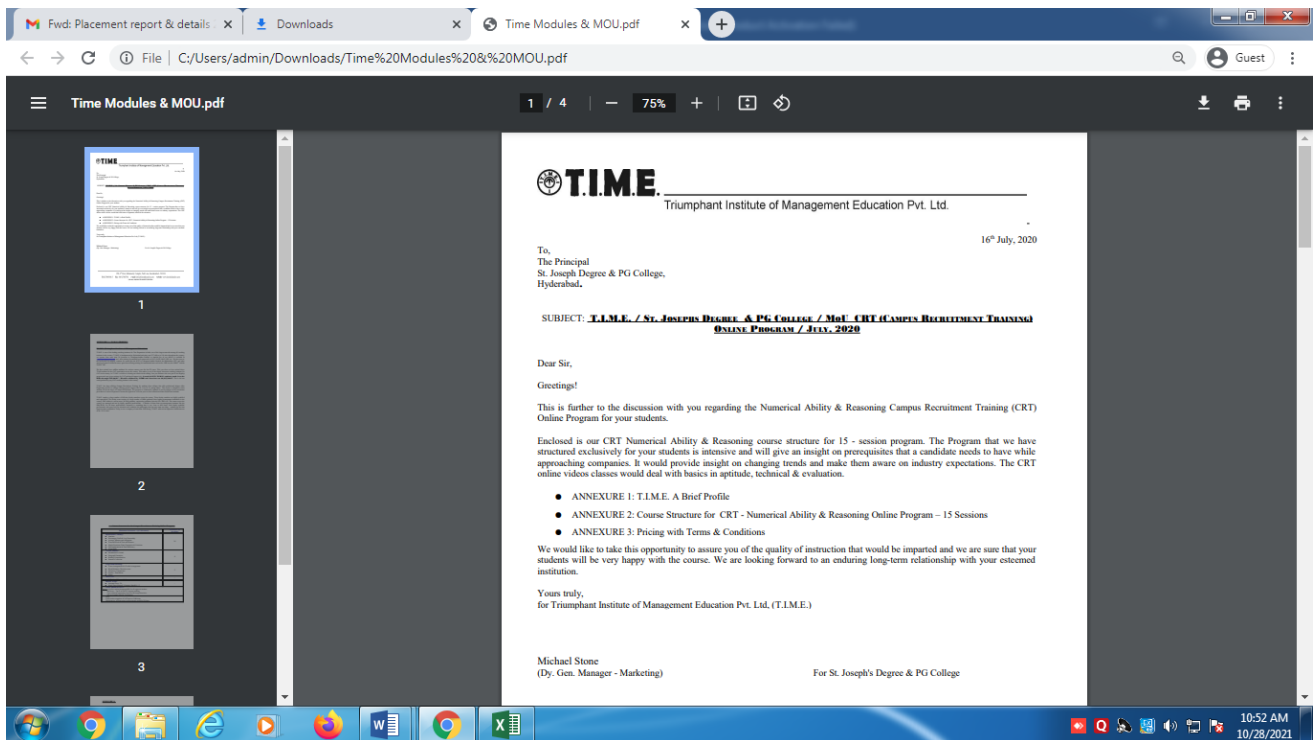 Fwd: Placement report & details
Downloads
Time Modules & MOU.pdf
File | C:/Users/admin/Downloads/Time%20Modules%20&%20MOU.pdf
Guest
Time Modules & MOU.pdf
1 / 4
75%
1
2
3
T.I.M.E.
Triumphant Institute of Management Education Pvt. Ltd.
16th July, 2020
To,
The Principal
St. Joseph Degree & PG College,
Hyderabad.
SUBJECT: T.I.M.E. / St. Josephs Degree & PG College / MoU CRT (Campus Recruitment Training)
Online Program / July, 2020
Dear Sir,
Greetings!
This is further to the discussion with you regarding the Numerical Ability & Reasoning Campus Recruitment Training (CRT)
Online Program for your students.
Enclosed is our CRT Numerical Ability & Reasoning course structure for 15 - session program. The Program that we have
structured exclusively for your students is intensive and will give an insight on prerequisites that a candidate needs to have while
approaching companies. It would provide insight on changing trends and make them aware on industry expectations. The CRT
online videos classes would deal with basics in aptitude, technical & evaluation.
● ANNEXURE 1: T.I.M.E. A Brief Profile
● ANNEXURE 2: Course Structure for CRT - Numerical Ability & Reasoning Online Program – 15 Sessions
● ANNEXURE 3: Pricing with Terms & Conditions
We would like to take this opportunity to assure you of the quality of instruction that would be imparted and we are sure that your
students will be very happy with the course. We are looking forward to an enduring long-term relationship with your esteemed
institution.
Yours truly,
for Triumphant Institute of Management Education Pvt. Ltd, (T.I.M.E.)
Michael Stone
(Dy. Gen. Manager - Marketing) For St. Joseph's Degree & PG College
10:52 AM
10/28/2021